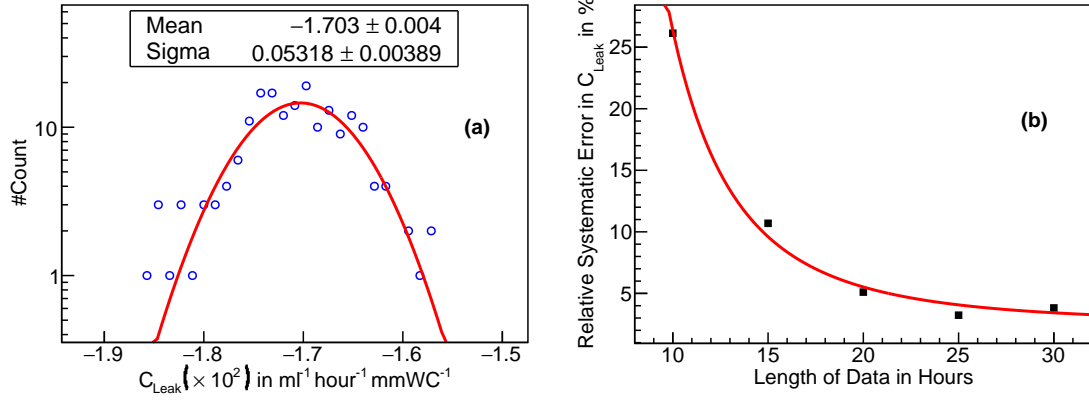 Mean −1.703 ± 0.004
Sigma 0.05318 ± 0.00389
(a)
#Count
10
1
−1.9 −1.8 −1.7 −1.6 −1.5
C_Leak (× 10²) in ml⁻¹ hour⁻¹ mmWC⁻¹
Relative Systematic Error in C_Leak in %
25
20
15
10
5
(b)
10 15 20 25 30
Length of Data in Hours